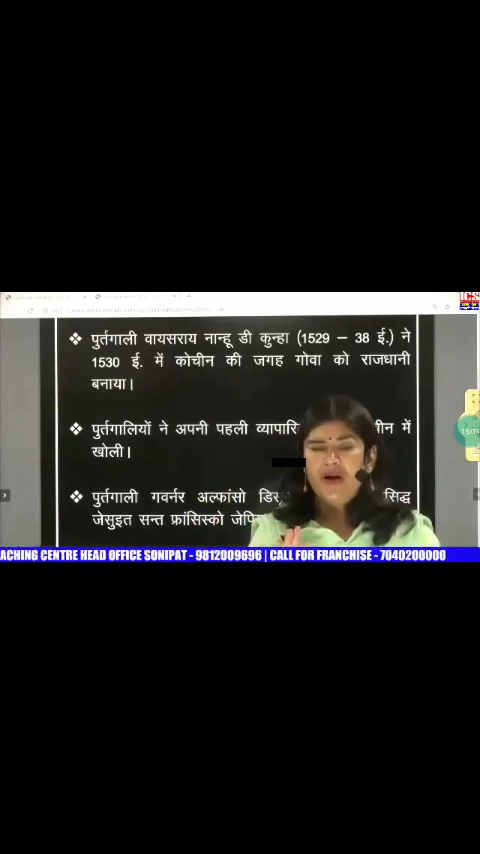 ICS
❖ पुर्तगाली वायसराय नान्हू डी कुन्हा (1529 – 38 ई.) ने
1530 ई. में कोचीन की जगह गोवा को राजधानी
बनाया।
❖ पुर्तगालियों ने अपनी पहली में
खोली।
❖ पुर्तगाली गवर्नर अल्फांसो
जेसुइत सन्त फ्रांसिस्को
ACHING CENTRE HEAD OFFICE SONIPAT - 9812009696 | CALL FOR FRANCHISE - 7040200000